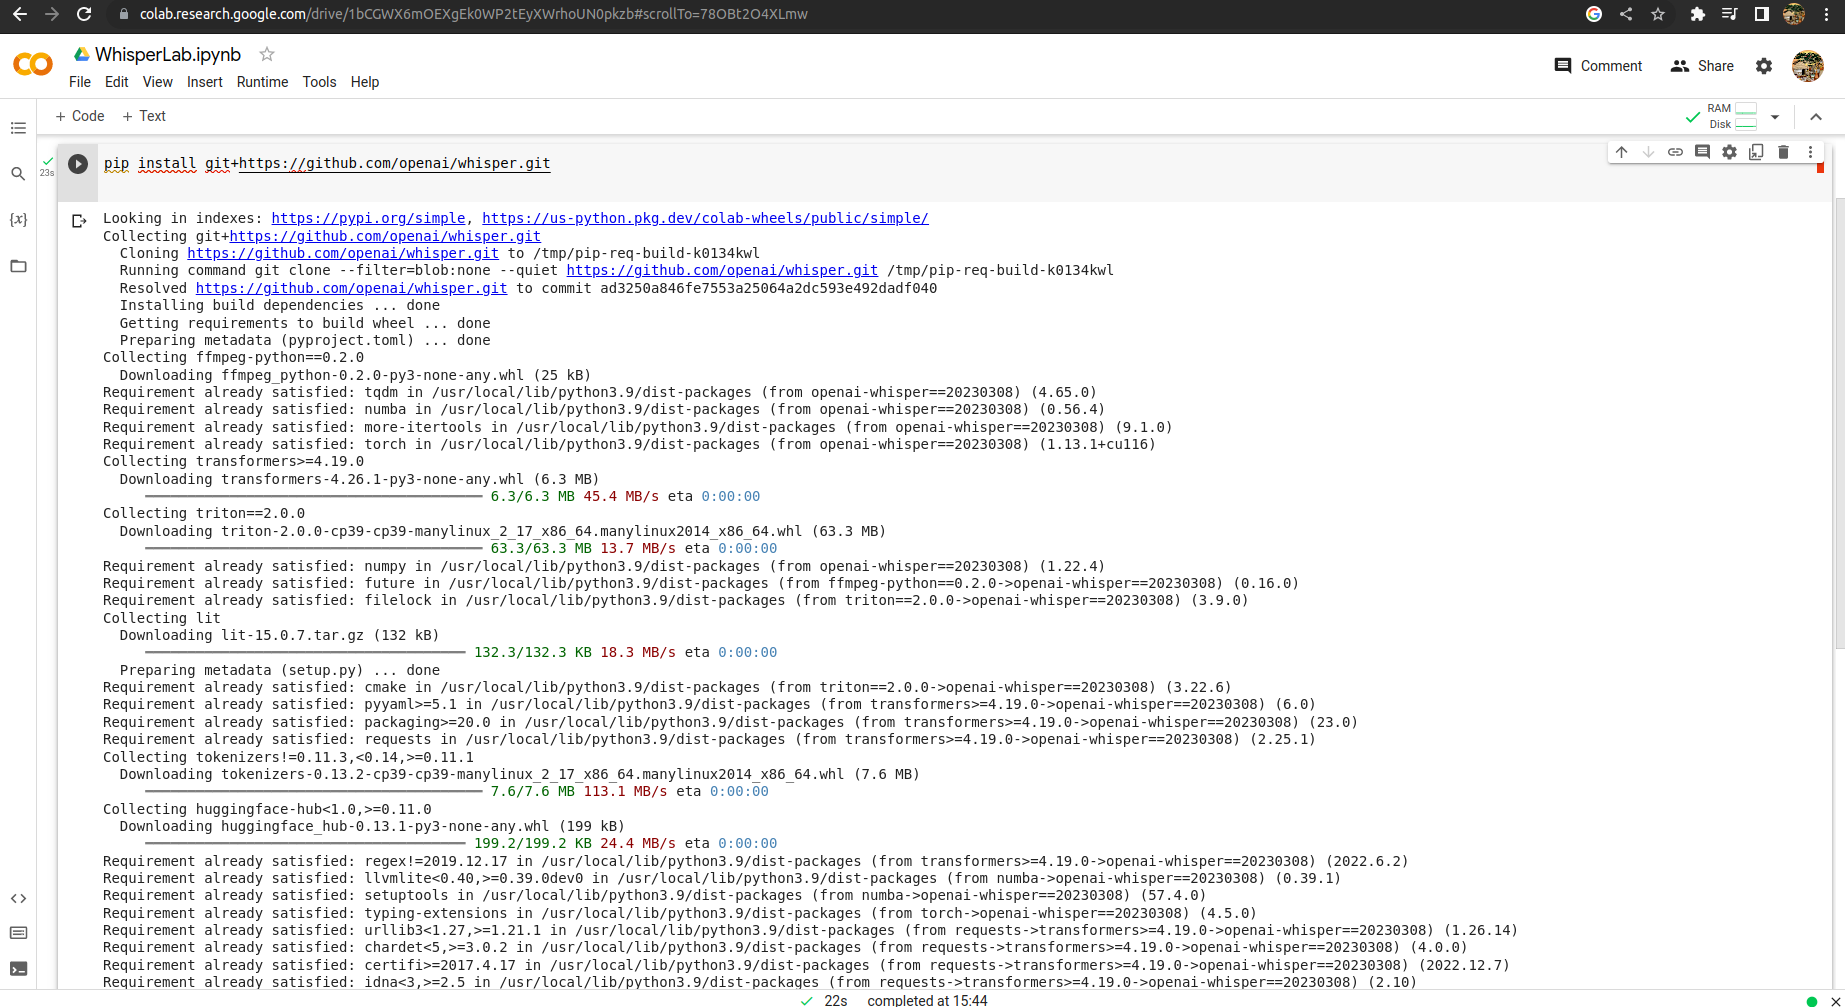 colab.research.google.com/drive/1bCGWX6mOEXgEk0WP2tEyXWrhoUN0pkzb#scrollTo=78OBt2O4XLmw
WhisperLab.ipynb
File Edit View Insert Runtime Tools Help
Comment Share
+ Code + Text
RAM
Disk
23s
pip install git+https://github.com/openai/whisper.git
{x}
Looking in indexes: https://pypi.org/simple, https://us-python.pkg.dev/colab-wheels/public/simple/
Collecting git+https://github.com/openai/whisper.git
Cloning https://github.com/openai/whisper.git to /tmp/pip-req-build-k0134kwl
Running command git clone --filter=blob:none --quiet https://github.com/openai/whisper.git /tmp/pip-req-build-k0134kwl
Resolved https://github.com/openai/whisper.git to commit ad3250a846fe7553a25064a2dc593e492dadf040
Installing build dependencies ... done
Getting requirements to build wheel ... done
Preparing metadata (pyproject.toml) ... done
Collecting ffmpeg-python==0.2.0
Downloading ffmpeg_python-0.2.0-py3-none-any.whl (25 kB)
Requirement already satisfied: tqdm in /usr/local/lib/python3.9/dist-packages (from openai-whisper==20230308) (4.65.0)
Requirement already satisfied: numba in /usr/local/lib/python3.9/dist-packages (from openai-whisper==20230308) (0.56.4)
Requirement already satisfied: more-itertools in /usr/local/lib/python3.9/dist-packages (from openai-whisper==20230308) (9.1.0)
Requirement already satisfied: torch in /usr/local/lib/python3.9/dist-packages (from openai-whisper==20230308) (1.13.1+cu116)
Collecting transformers>=4.19.0
Downloading transformers-4.26.1-py3-none-any.whl (6.3 MB)
6.3/6.3 MB 45.4 MB/s eta 0:00:00
Collecting triton==2.0.0
Downloading triton-2.0.0-cp39-cp39-manylinux_2_17_x86_64.manylinux2014_x86_64.whl (63.3 MB)
63.3/63.3 MB 13.7 MB/s eta 0:00:00
Requirement already satisfied: numpy in /usr/local/lib/python3.9/dist-packages (from openai-whisper==20230308) (1.22.4)
Requirement already satisfied: future in /usr/local/lib/python3.9/dist-packages (from ffmpeg-python==0.2.0->openai-whisper==20230308) (0.16.0)
Requirement already satisfied: filelock in /usr/local/lib/python3.9/dist-packages (from triton==2.0.0->openai-whisper==20230308) (3.9.0)
Collecting lit
Downloading lit-15.0.7.tar.gz (132 kB)
132.3/132.3 KB 18.3 MB/s eta 0:00:00
Preparing metadata (setup.py) ... done
Requirement already satisfied: cmake in /usr/local/lib/python3.9/dist-packages (from triton==2.0.0->openai-whisper==20230308) (3.22.6)
Requirement already satisfied: pyyaml>=5.1 in /usr/local/lib/python3.9/dist-packages (from transformers>=4.19.0->openai-whisper==20230308) (6.0)
Requirement already satisfied: packaging>=20.0 in /usr/local/lib/python3.9/dist-packages (from transformers>=4.19.0->openai-whisper==20230308) (23.0)
Requirement already satisfied: requests in /usr/local/lib/python3.9/dist-packages (from transformers>=4.19.0->openai-whisper==20230308) (2.25.1)
Collecting tokenizers!=0.11.3,<0.14,>=0.11.1
Downloading tokenizers-0.13.2-cp39-cp39-manylinux_2_17_x86_64.manylinux2014_x86_64.whl (7.6 MB)
7.6/7.6 MB 113.1 MB/s eta 0:00:00
Collecting huggingface-hub<1.0,>=0.11.0
Downloading huggingface_hub-0.13.1-py3-none-any.whl (199 kB)
199.2/199.2 KB 24.4 MB/s eta 0:00:00
Requirement already satisfied: regex!=2019.12.17 in /usr/local/lib/python3.9/dist-packages (from transformers>=4.19.0->openai-whisper==20230308) (2022.6.2)
Requirement already satisfied: llvmlite<0.40,>=0.39.0dev0 in /usr/local/lib/python3.9/dist-packages (from numba->openai-whisper==20230308) (0.39.1)
Requirement already satisfied: setuptools in /usr/local/lib/python3.9/dist-packages (from numba->openai-whisper==20230308) (57.4.0)
Requirement already satisfied: typing-extensions in /usr/local/lib/python3.9/dist-packages (from torch->openai-whisper==20230308) (4.5.0)
Requirement already satisfied: urllib3<1.27,>=1.21.1 in /usr/local/lib/python3.9/dist-packages (from requests->transformers>=4.19.0->openai-whisper==20230308) (1.26.14)
Requirement already satisfied: chardet<5,>=3.0.2 in /usr/local/lib/python3.9/dist-packages (from requests->transformers>=4.19.0->openai-whisper==20230308) (4.0.0)
Requirement already satisfied: certifi>=2017.4.17 in /usr/local/lib/python3.9/dist-packages (from requests->transformers>=4.19.0->openai-whisper==20230308) (2022.12.7)
Requirement already satisfied: idna<3,>=2.5 in /usr/local/lib/python3.9/dist-packages (from requests->transformers>=4.19.0->openai-whisper==20230308) (2.10)
22s completed at 15:44